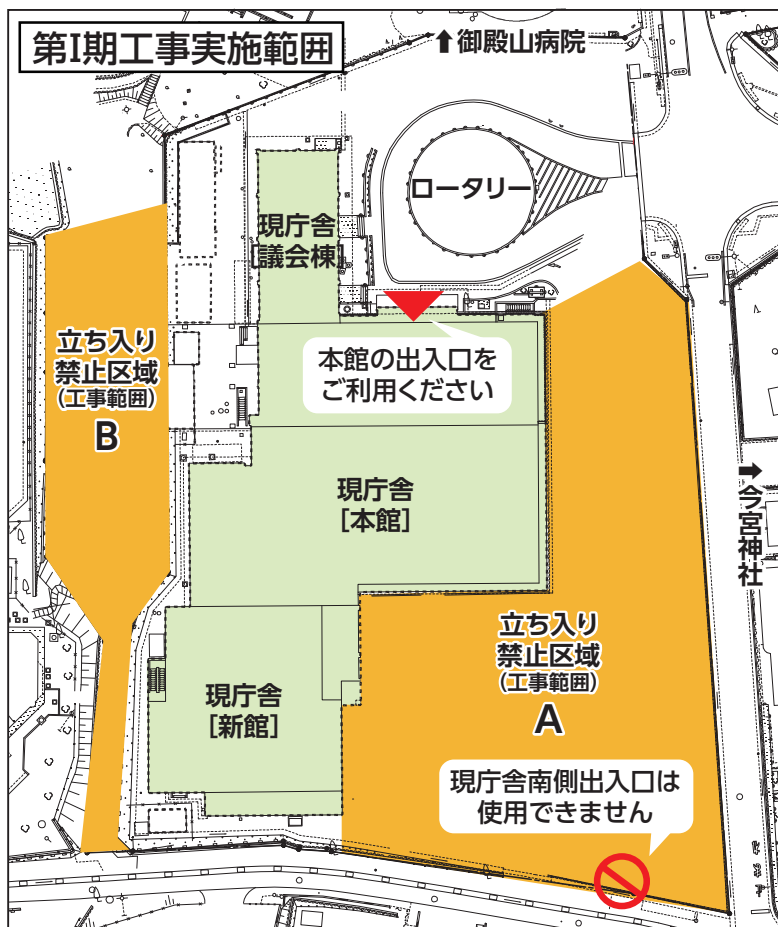 第Ⅰ期工事実施範囲
⬆御殿山病院
ロータリー
現庁舎
[議会棟]
本館の出入口を
ご利用ください
立ち入り
禁止区域
(工事範囲)
B
現庁舎
[本館]
➡今宮神社
立ち入り
禁止区域
(工事範囲)
A
現庁舎
[新館]
現庁舎南側出入口は
使用できません